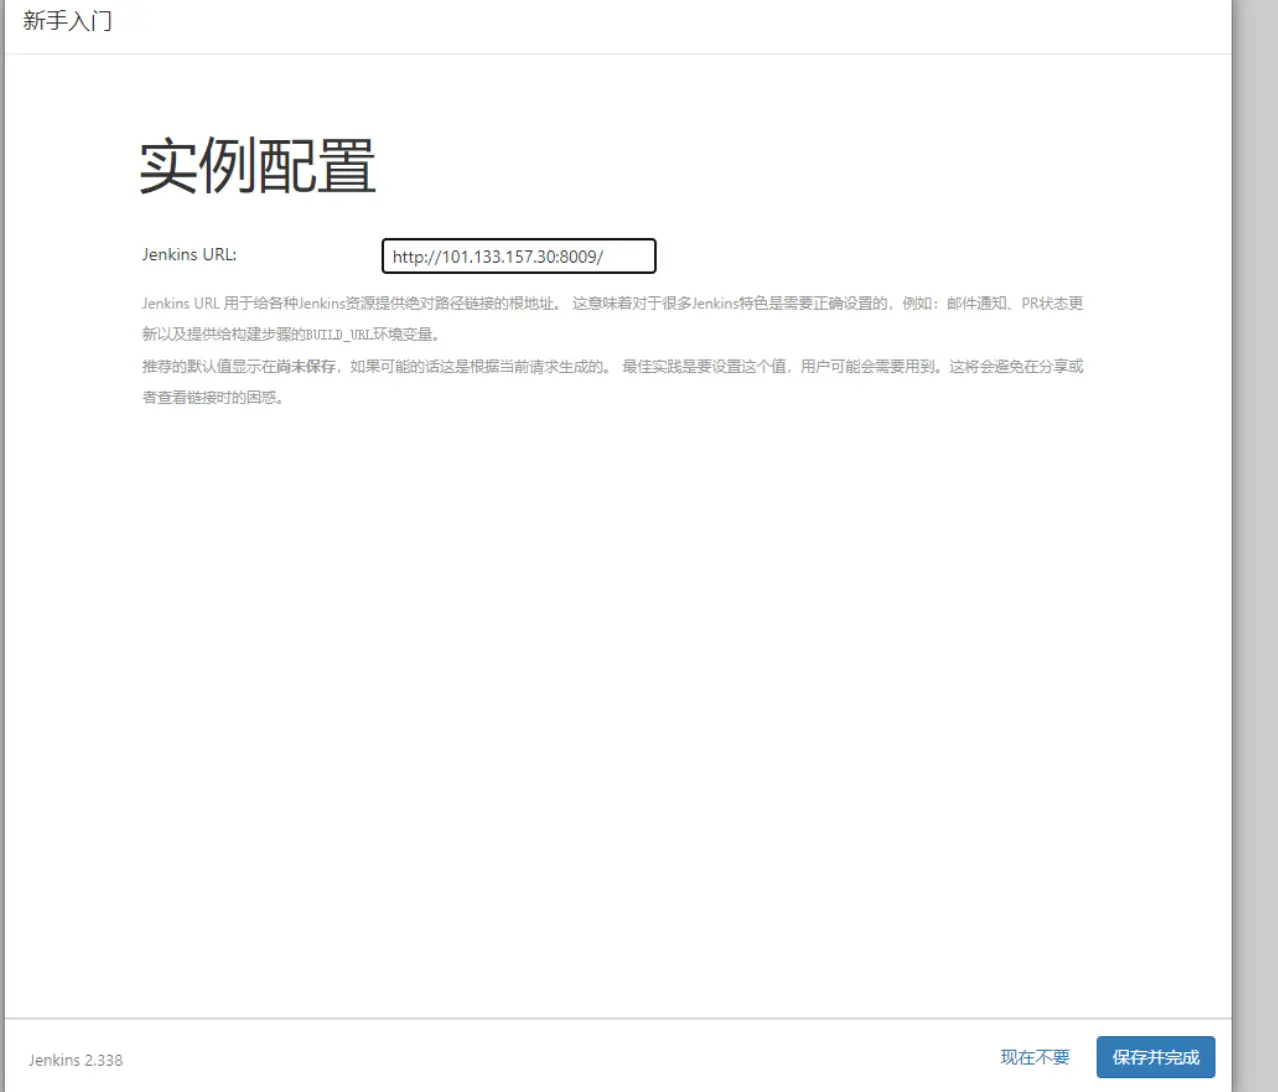 新手入门
实例配置
Jenkins URL:
http://101.133.157.30:8009/
Jenkins URL 用于给各种Jenkins资源提供绝对路径链接的根地址。 这意味着对于很多Jenkins特色是需要正确设置的，例如：邮件通知、PR状态更
新以及提供给构建步骤的BUILD_URL环境变量。
推荐的默认值显示在尚未保存，如果可能的话这是根据当前请求生成的。 最佳实践是要设置这个值，用户可能会需要用到。这将会避免在分享或
者查看链接时的困惑。
Jenkins 2.338
现在不要
保存并完成